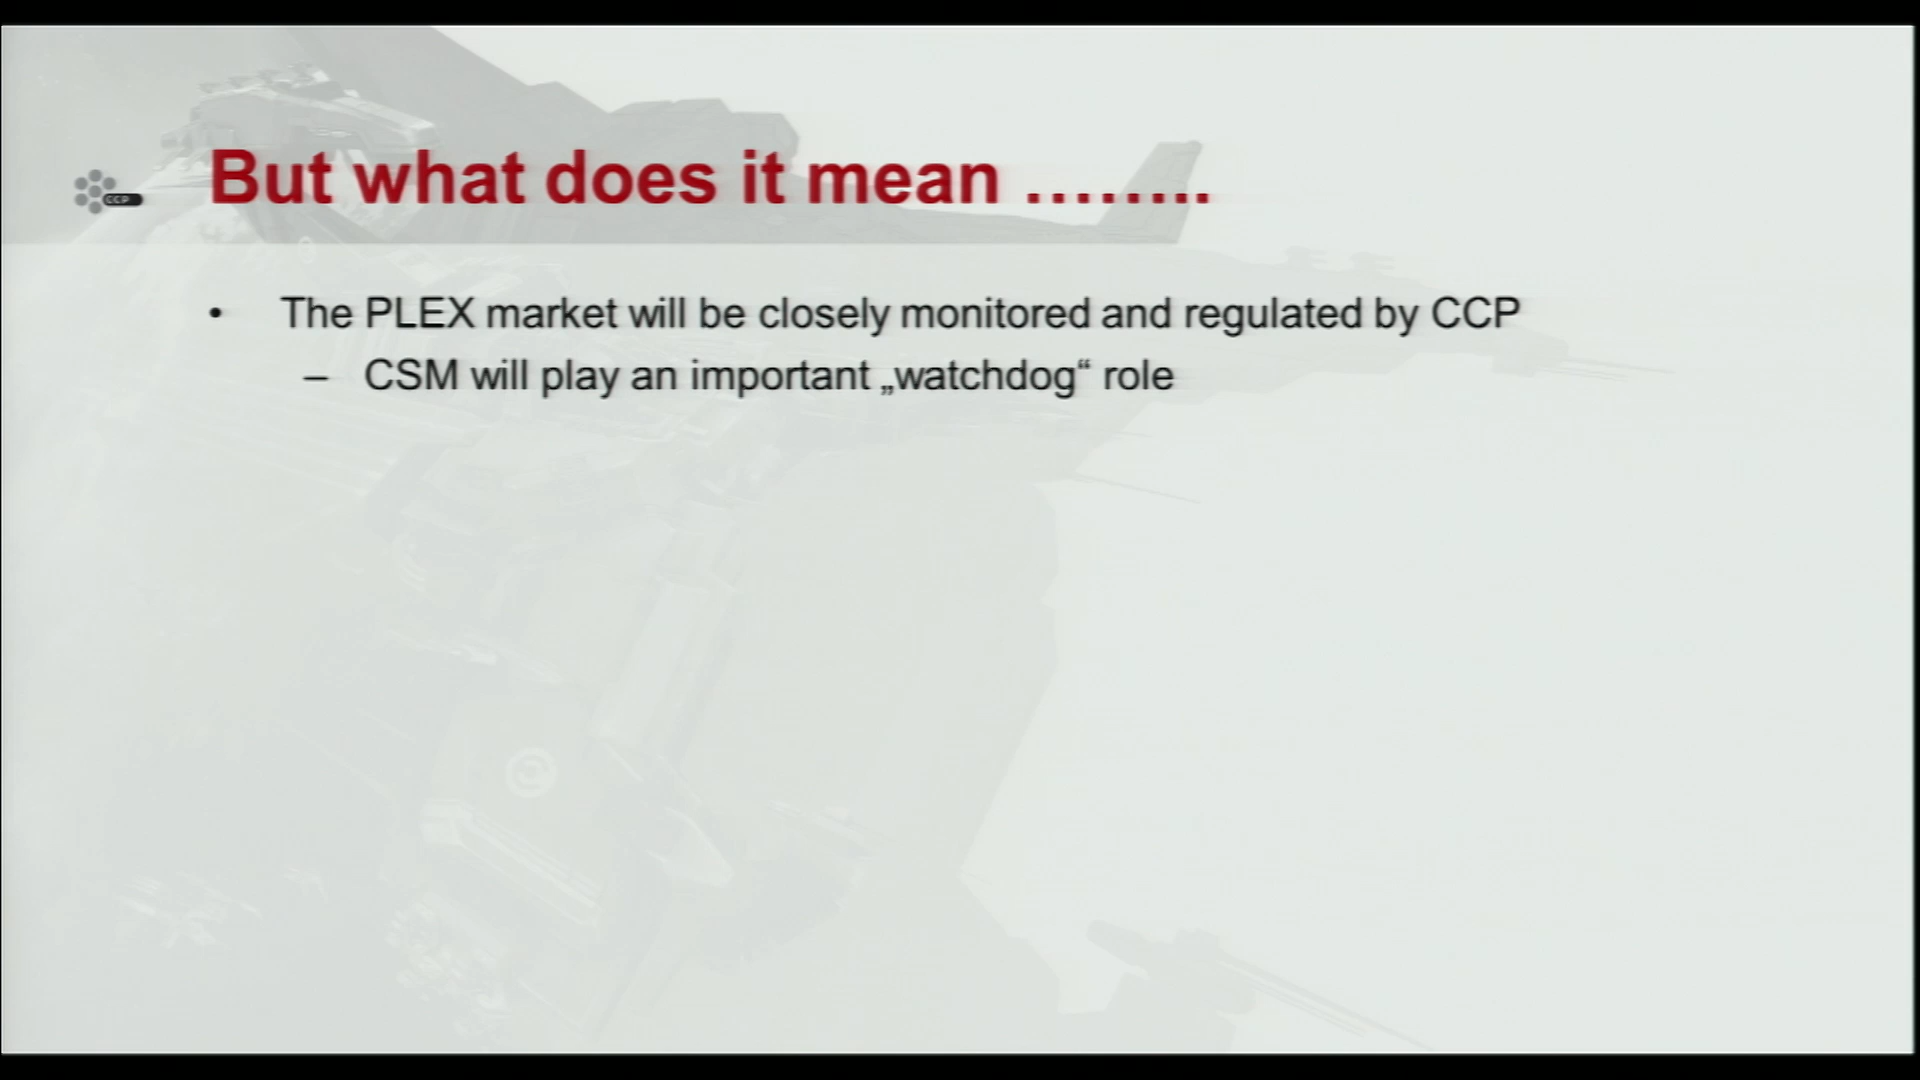 CCP
But what does it mean ........
• The PLEX market will be closely monitored and regulated by CCP
– CSM will play an important „watchdog“ role